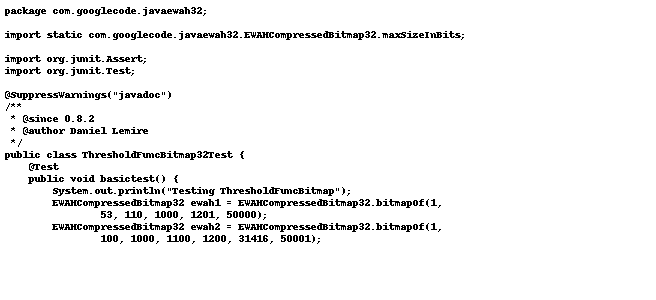 package com.googlecode.javaewah32;
import static com.googlecode.javaewah32.EWAHCompressedBitmap32.maxSizeInBits;
import org.junit.Assert;
import org.junit.Test;
@SuppressWarnings("javadoc")
/**
 * @since 0.8.2
 * @author Daniel Lemire
 */
public class ThresholdFuncBitmap32Test {
    @Test
    public void basictest() {
        System.out.println("Testing ThresholdFuncBitmap");
        EWAHCompressedBitmap32 ewah1 = EWAHCompressedBitmap32.bitmapOf(1,
                53, 110, 1000, 1201, 50000);
        EWAHCompressedBitmap32 ewah2 = EWAHCompressedBitmap32.bitmapOf(1,
                100, 1000, 1100, 1200, 31416, 50001);